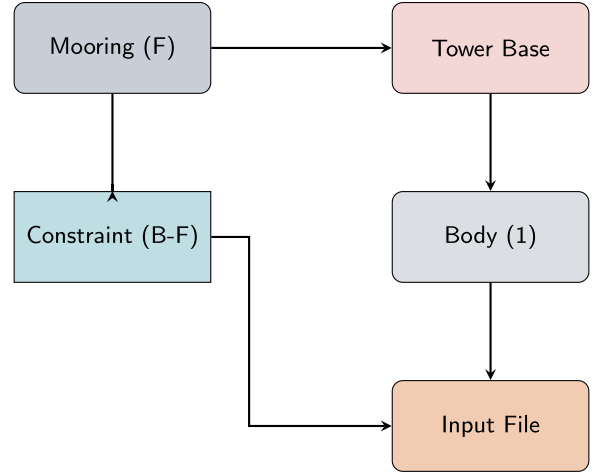 Mooring (F)
Tower Base
Constraint (B-F)
Body (1)
Input File